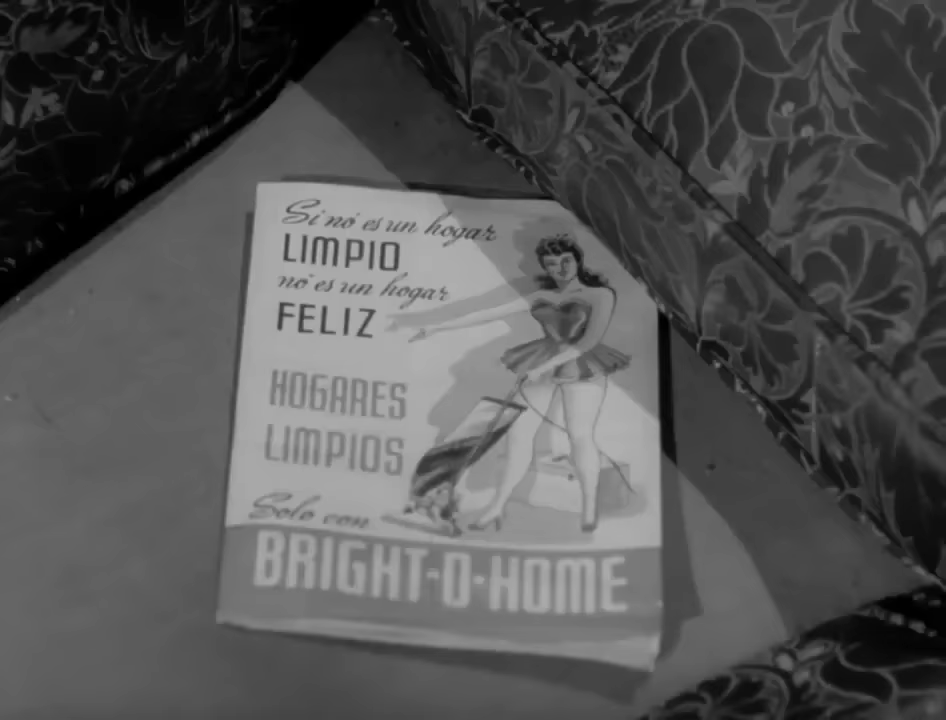 Si nó es un hogar
LIMPIO
nó es un hogar
FELIZ
HOGARES
LIMPIOS
Solo con
BRIGHT-O-HOME